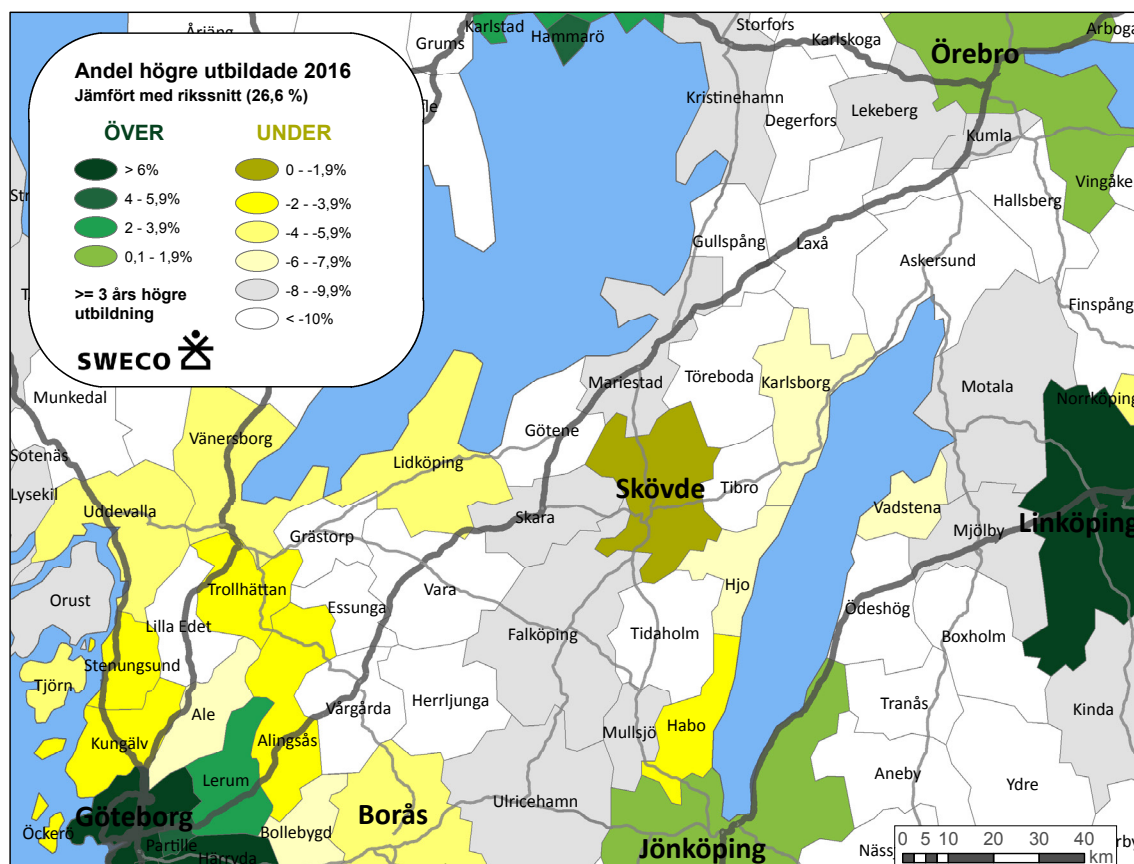 Årjäng
Grums
Karlstad
Hammarö
Storfors
Karlskoga
Örebro
Arboga
Andel högre utbildade 2016
Jämfört med rikssnitt (26,6 %)
ÖVER
UNDER
> 6%
0 - -1,9%
4 - 5,9%
-2 - -3,9%
2 - 3,9%
-4 - -5,9%
0,1 - 1,9%
-6 - -7,9%
-8 - -9,9%
< -10%
>= 3 års högre
utbildning
SWECO
Kristinehamn
Degerfors
Lekeberg
Kumla
Vingåke
Hallsberg
Gullspång
Laxå
Askersund
Finspång
Munkedal
Mariestad
Töreboda
Karlsborg
Motala
Norrköping
Vänersborg
Götene
Sotenäs
Lidköping
Lysekil
Skövde
Tibro
Uddevalla
Skara
Vadstena
Linköping
Grästorp
Mjölby
Orust
Trollhättan
Essunga
Vara
Hjo
Ödeshög
Lilla Edet
Falköping
Tidaholm
Boxholm
Stenungsund
Tjörn
Vårgårda
Herrljunga
Tranås
Ale
Kinda
Kungälv
Alingsås
Mullsjö
Habo
Lerum
Aneby
Ydre
Göteborg
Borås
Ulricehamn
Öckerö
Partille
Bollebygd
Härryda
Jönköping
Näss
0 5 10 20 30 40
km